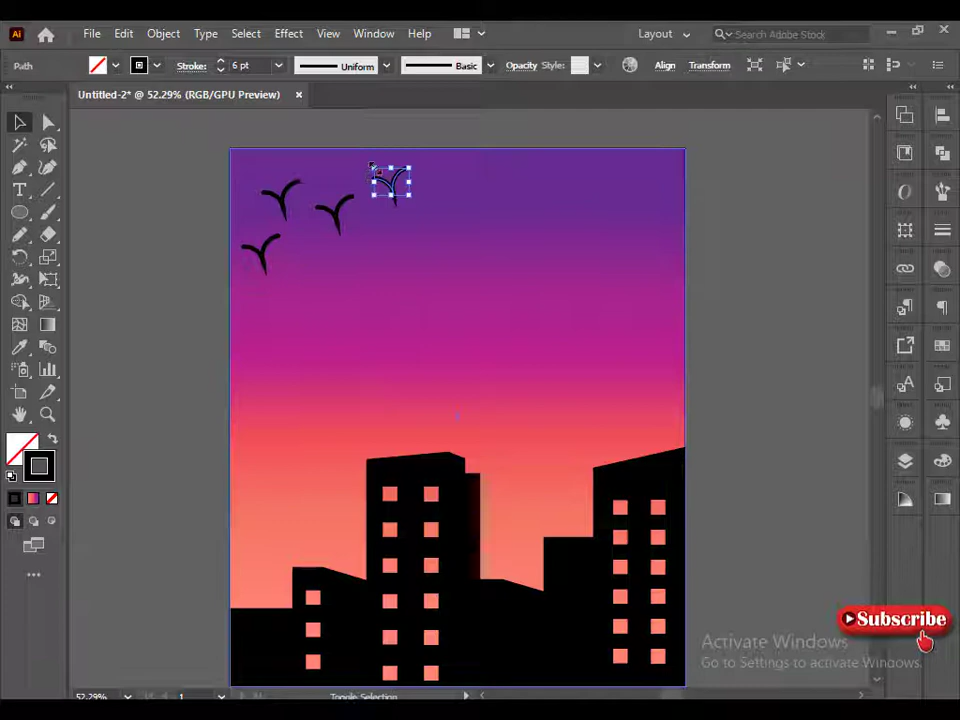 Ai File Edit Object Type Select Effect View Window Help Layout Search Adobe Stock
Path Stroke: 6 pt Uniform Basic Opacity Style: Align Transform
Untitled-2* @ 52.29% (RGB/GPU Preview)
Subscribe
Activate Windows
Go to Settings to activate Windows.
52.29% 1 Toggle Selection